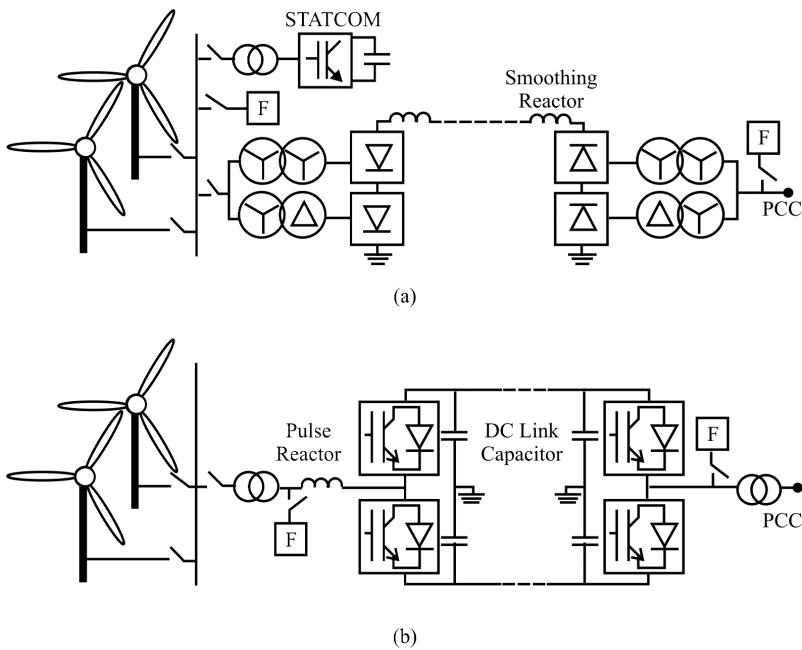 STATCOM
F
Smoothing
Reactor
F
PCC
(a)
Pulse
Reactor
F
DC Link
Capacitor
F
PCC
(b)